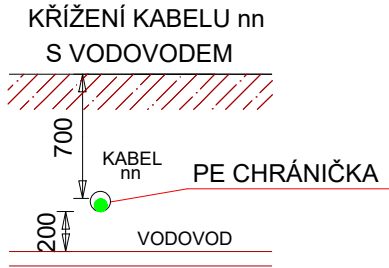 KŘÍŽENÍ KABELU nn
S VODOVODEM
700
KABEL
nn
PE CHRÁNIČKA
200
VODOVOD